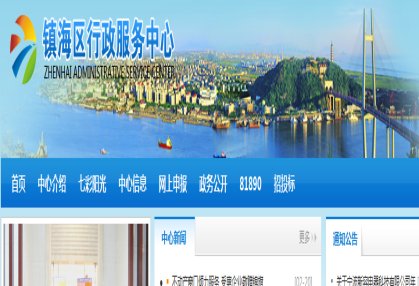 镇海区行政服务中心
ZHENHAI ADMINISTRATIVE SERVICE CENTER
首页 中心介绍 七彩阳光 中心信息 网上申报 政务公开 81890 招投标
中心新闻 更多 通知公告